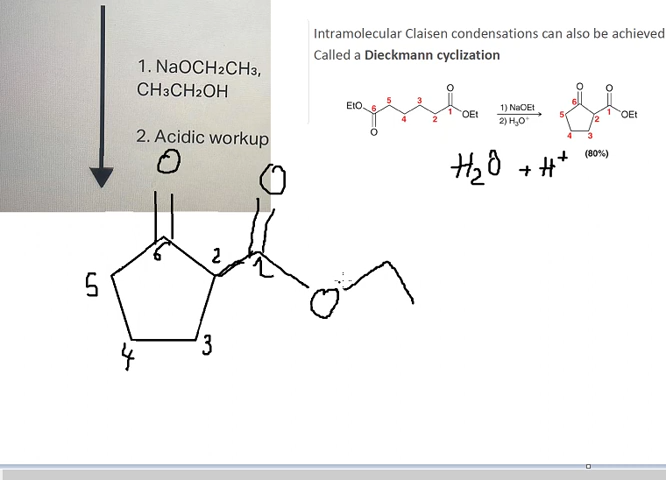 1. NaOCH₂CH₃,
CH₃CH₂OH
2. Acidic workup
Intramolecular Claisen condensations can also be achieved
Called a Dieckmann cyclization
EtO 6 5 4 3 2 1 O OEt
O
1) NaOEt
2) H₃O⁺
O O
6 5 4 3 2 1 OEt
(80%)
H₂O + H⁺
O O
6 2 1
5 O
4 3